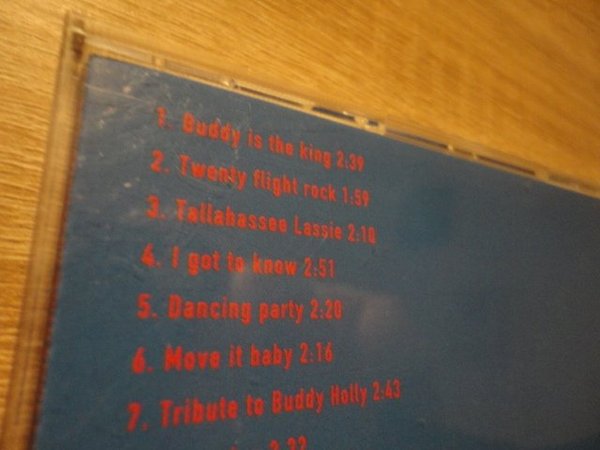 1. Buddy is the king 2:39
2. Twenty flight rock 1:59
3. Tallahassee Lassie 2:10
4. I got to know 2:51
5. Dancing party 2:20
6. Move it baby 2:16
7. Tribute to Buddy Holly 2:43